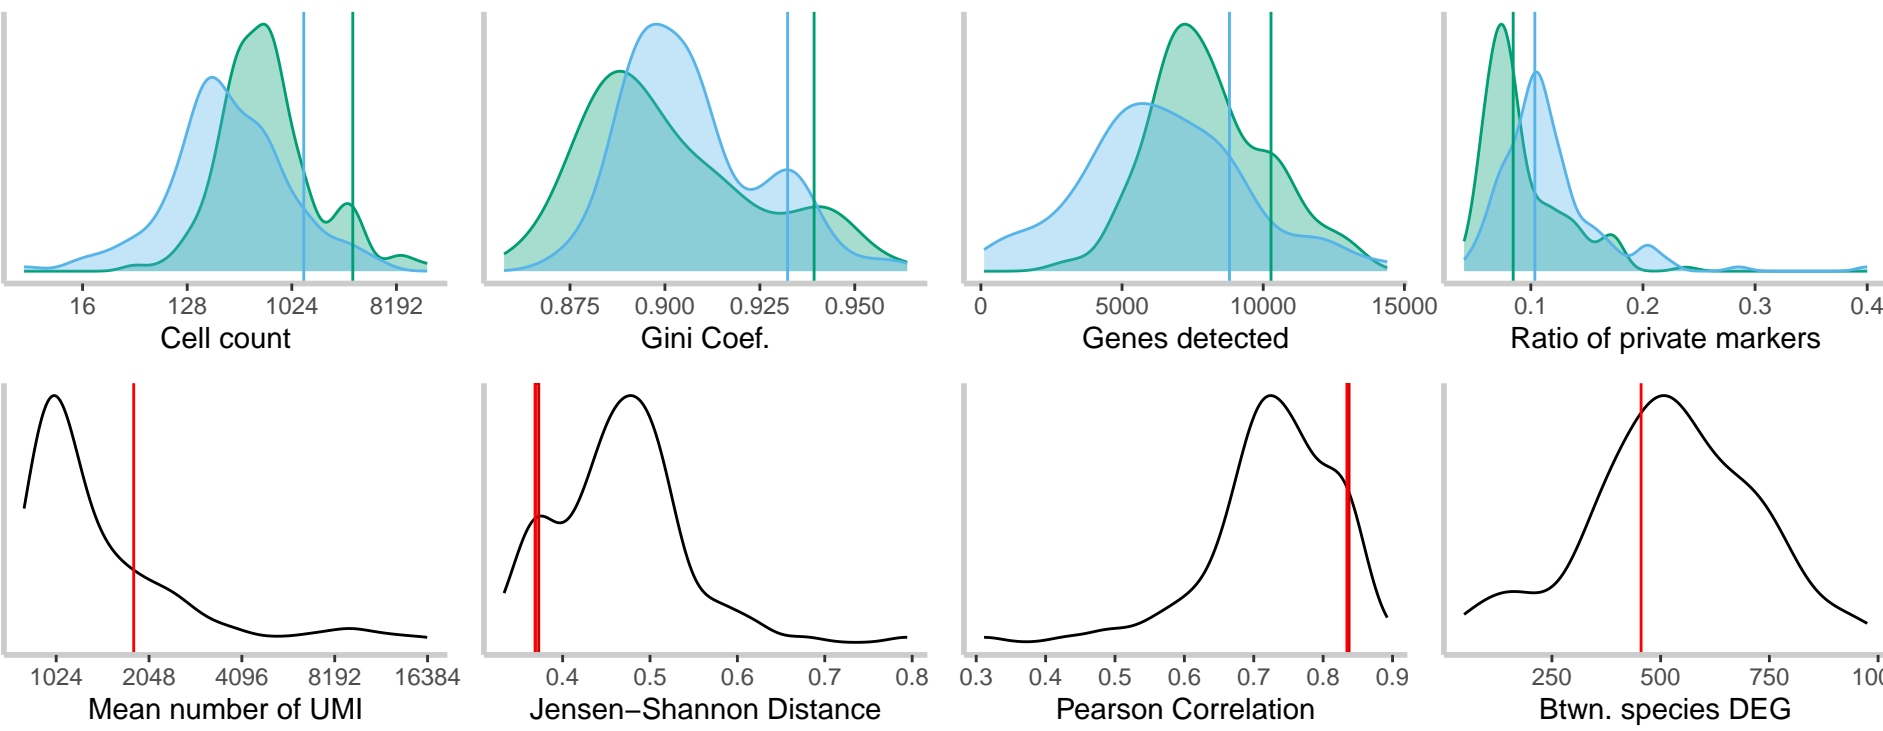 16 128 1024 8192
Cell count
0.875 0.900 0.925 0.950
Gini Coef.
0 5000 10000 15000
Genes detected
0.1 0.2 0.3 0.4
Ratio of private markers
1024 2048 4096 8192 16384
Mean number of UMI
0.4 0.5 0.6 0.7 0.8
Jensen−Shannon Distance
0.3 0.4 0.5 0.6 0.7 0.8 0.9
Pearson Correlation
250 500 750 100
Btwn. species DEG